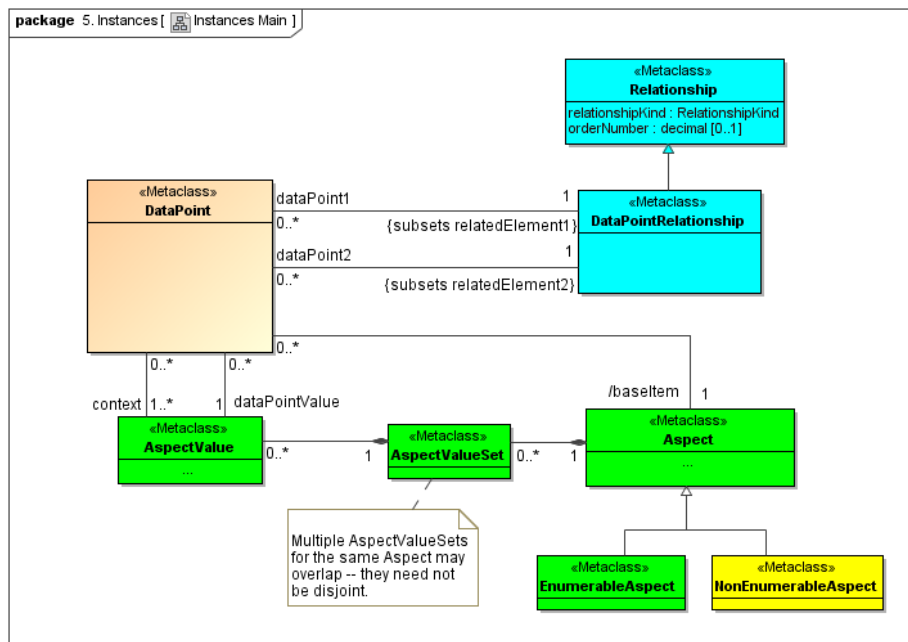 package 5. Instances [ Instances Main ]
«Metaclass»
Relationship
relationshipKind : RelationshipKind
orderNumber : decimal [0..1]
«Metaclass»
DataPoint
dataPoint1
1
0..*
{subsets relatedElement1}
dataPoint2
1
0..*
{subsets relatedElement2}
«Metaclass»
DataPointRelationship
0..*
/baseItem
1
0..*
0..*
context
1..*
1
dataPointValue
«Metaclass»
AspectValue
...
0..*
1
«Metaclass»
AspectValueSet
0..*
1
«Metaclass»
Aspect
...
Multiple AspectValueSets
for the same Aspect may
overlap -- they need not
be disjoint.
«Metaclass»
EnumerableAspect
«Metaclass»
NonEnumerableAspect